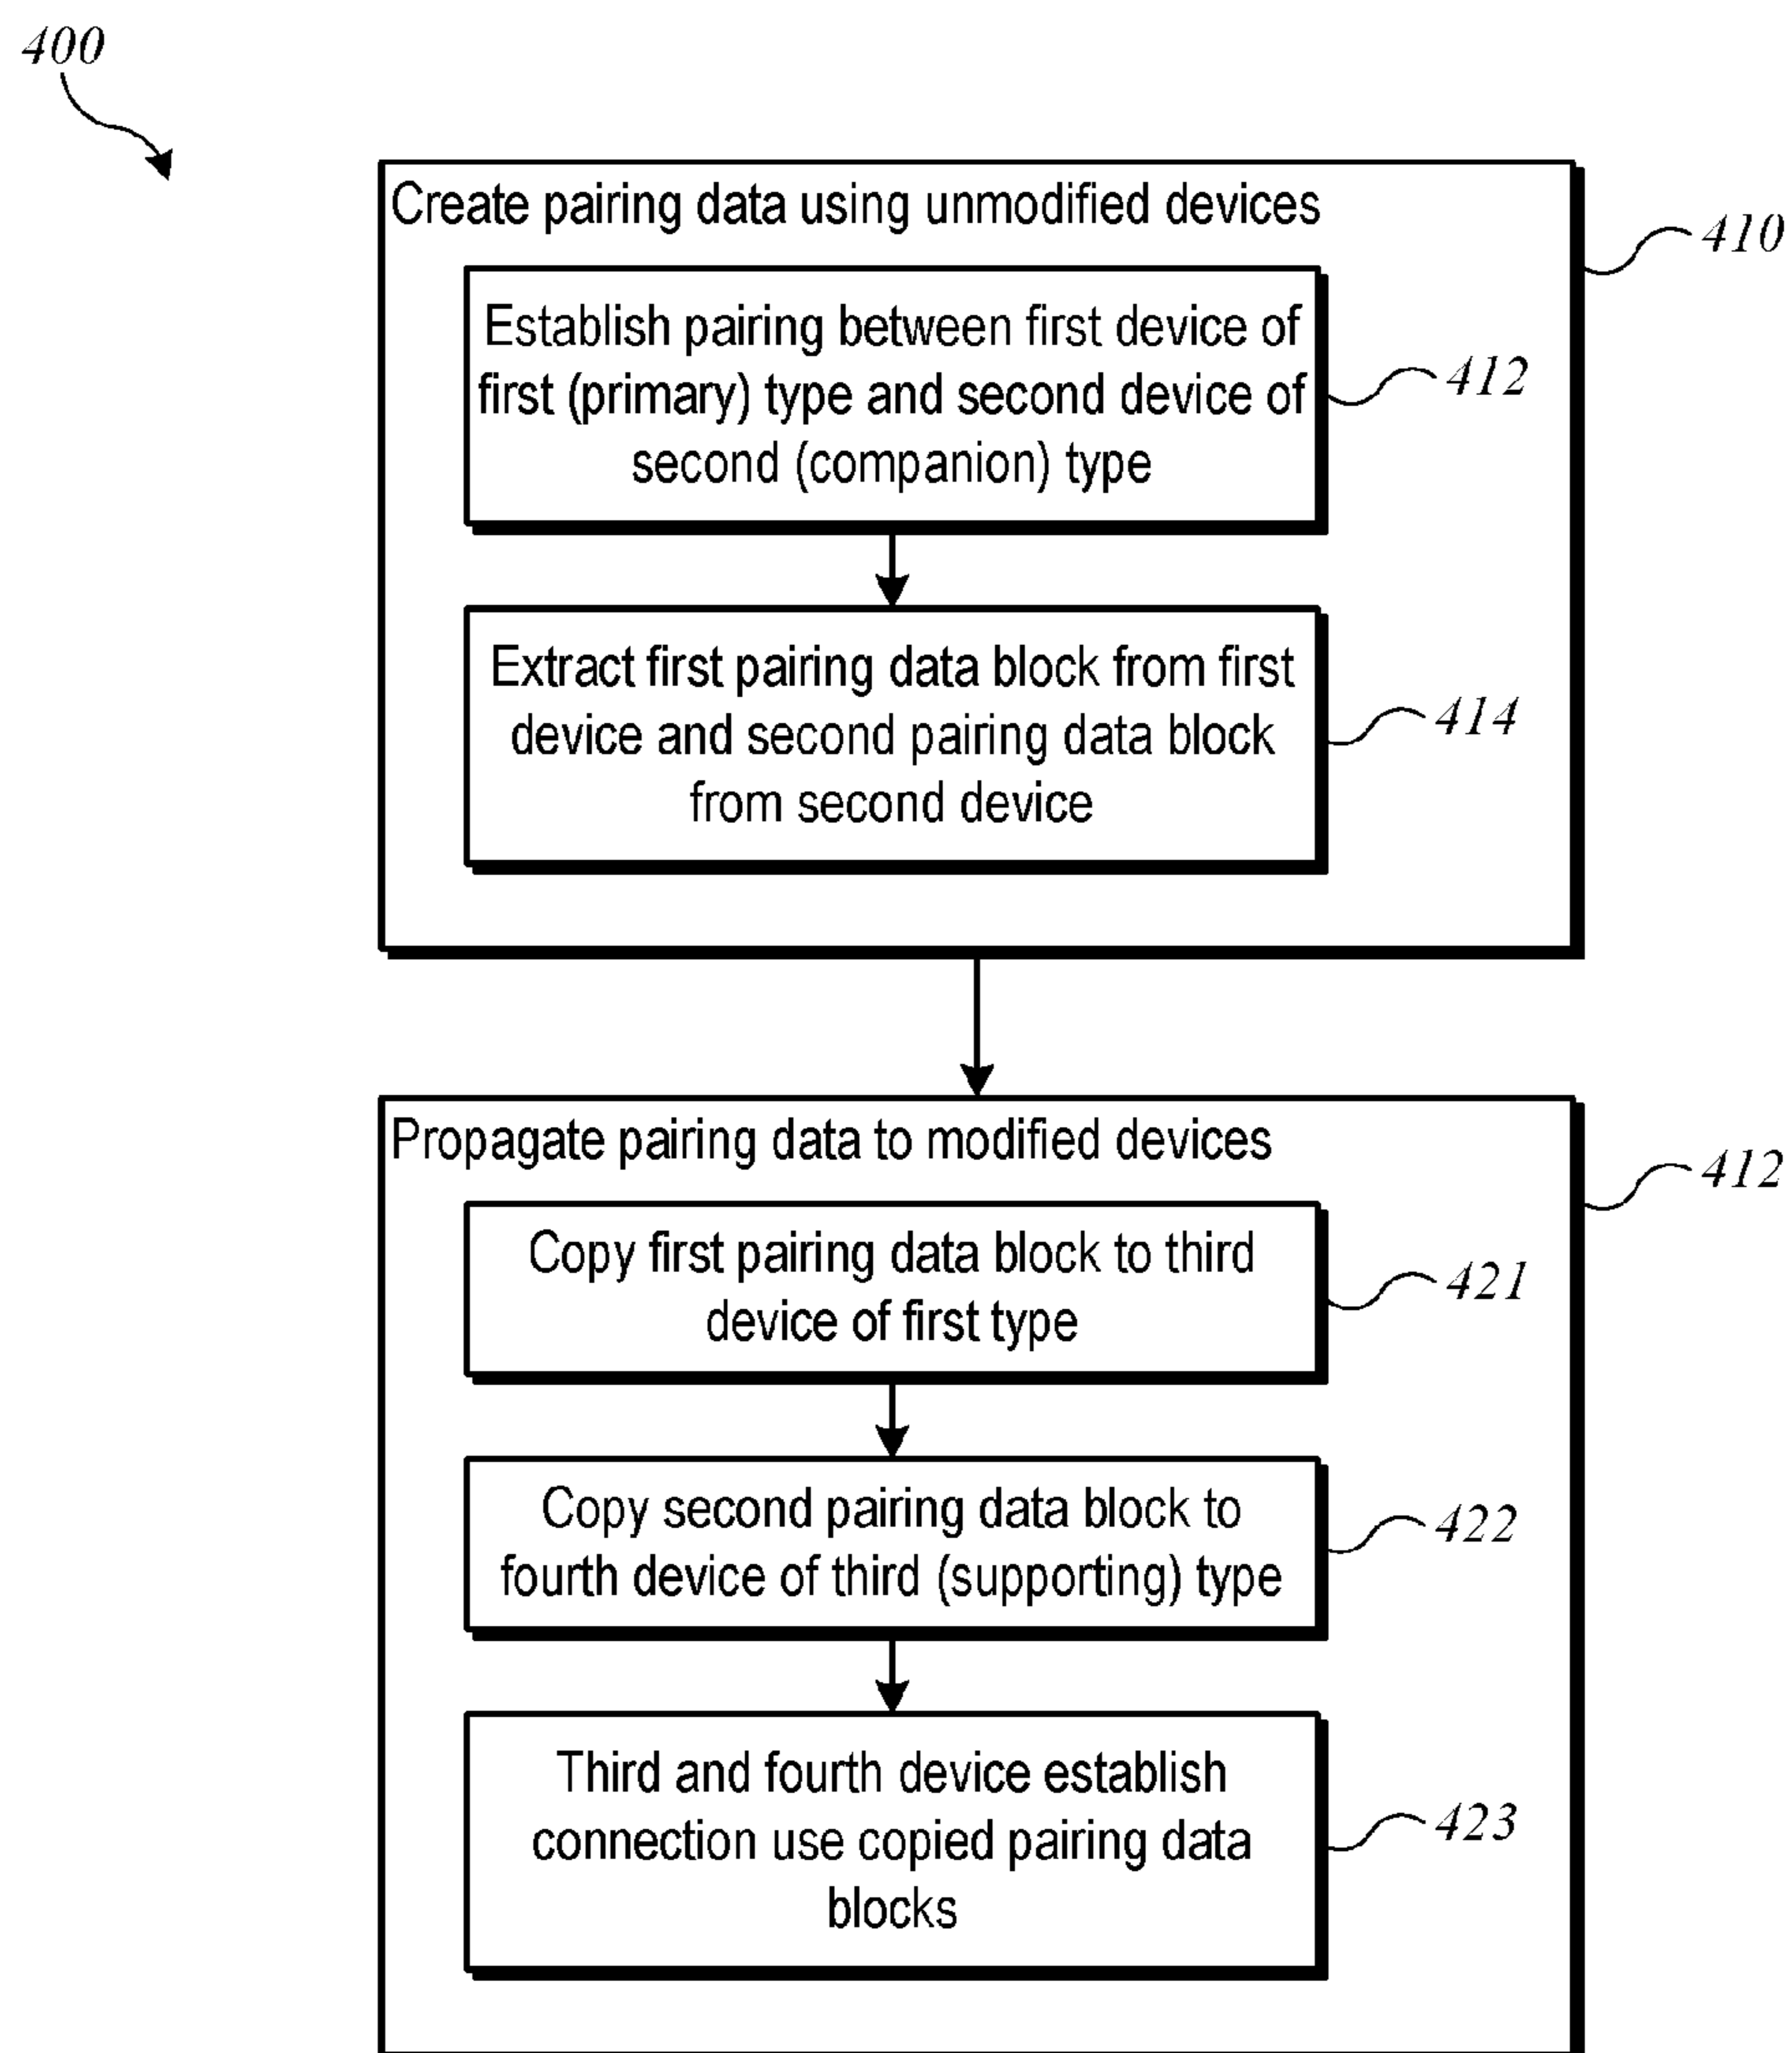 400
Create pairing data using unmodified devices
410
Establish pairing between first device of
first (primary) type and second device of
second (companion) type
412
Extract first pairing data block from first
device and second pairing data block
from second device
414
Propagate pairing data to modified devices
412
Copy first pairing data block to third
device of first type
421
Copy second pairing data block to
fourth device of third (supporting) type
422
Third and fourth device establish
connection use copied pairing data
blocks
423